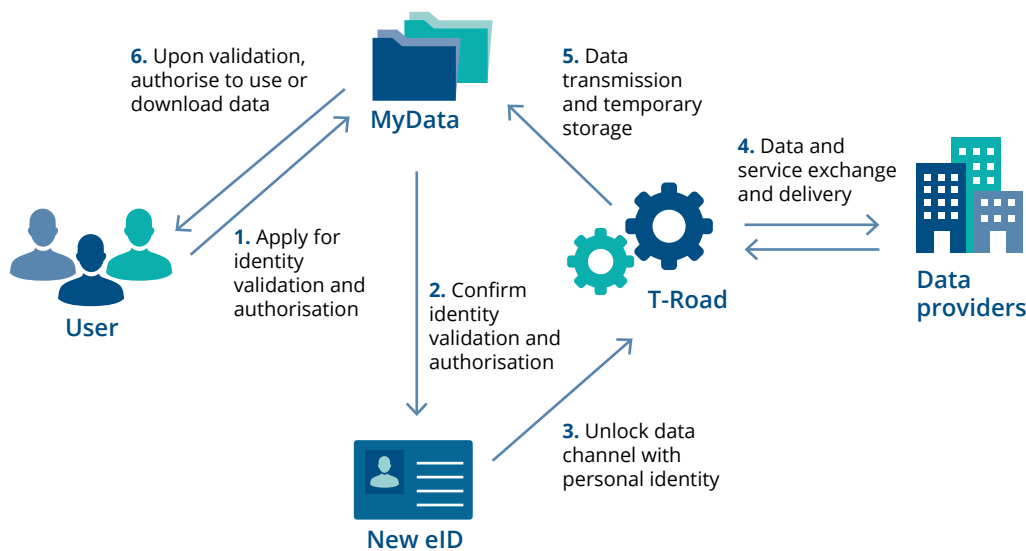 6. Upon validation,
authorise to use or
download data
MyData
5. Data
transmission
and temporary
storage
4. Data and
service exchange
and delivery
1. Apply for
identity
validation and
authorisation
User
2. Confirm
identity
validation and
authorisation
T-Road
Data
providers
3. Unlock data
channel with
personal identity
New eID